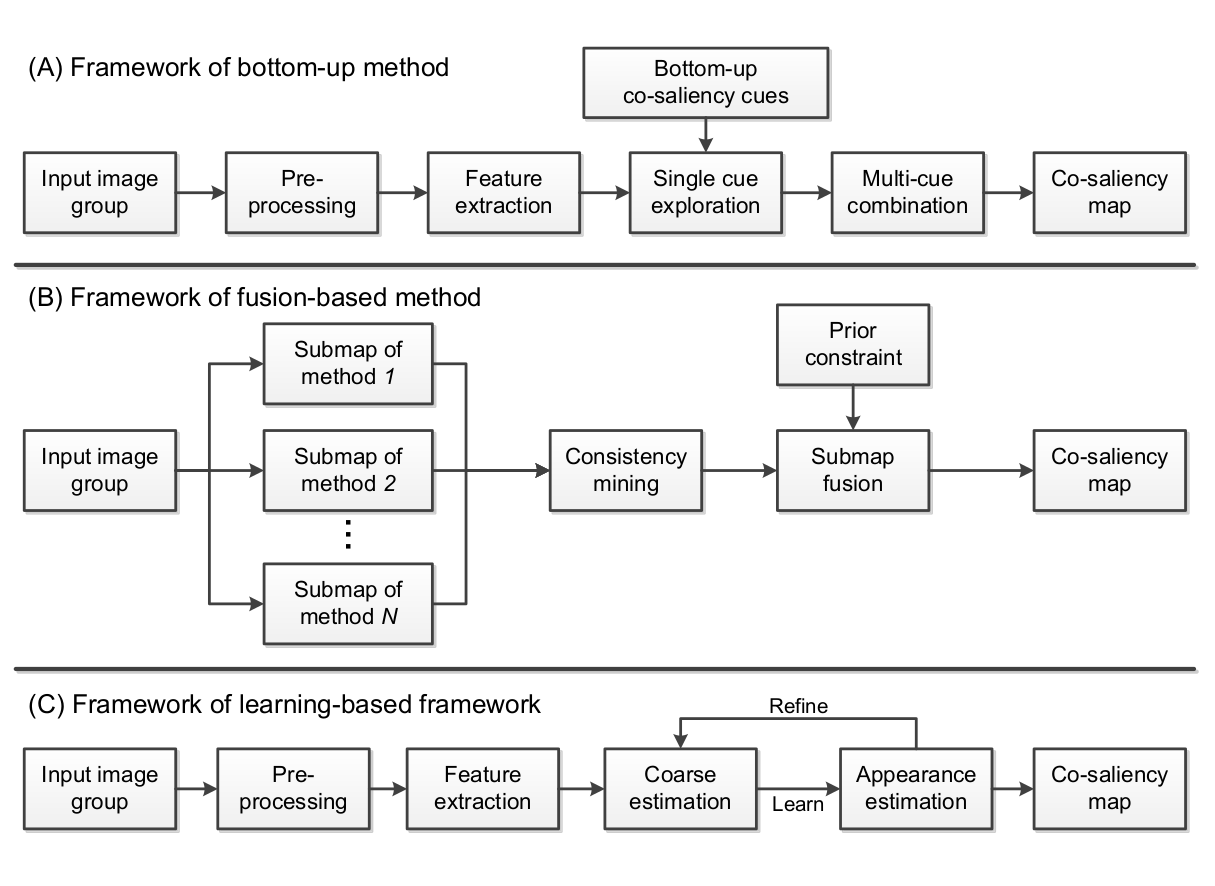 (A) Framework of bottom-up method
Bottom-up
co-saliency cues
Input image
group
Pre-
processing
Feature
extraction
Single cue
exploration
Multi-cue
combination
Co-saliency
map
(B) Framework of fusion-based method
Submap of
method 1
Prior
constraint
Input image
group
Submap of
method 2
Consistency
mining
Submap
fusion
Co-saliency
map
Submap of
method N
(C) Framework of learning-based framework
Refine
Input image
group
Pre-
processing
Feature
extraction
Coarse
estimation
Learn
Appearance
estimation
Co-saliency
map